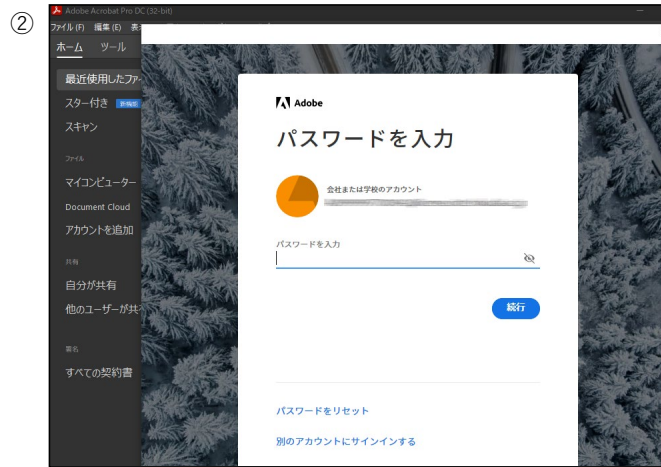 ②
Adobe Acrobat Pro DC (32-bit)
ファイル(F) 編集(E) 表
ホーム ツール
最近使用したファ
スター付き 新機能
スキャン
ファイル
マイコンピューター
Document Cloud
アカウントを追加
共有
自分が共有
他のユーザーが共
署名
すべての契約書
Adobe
パスワードを入力
会社または学校のアカウント
パスワードを入力
続行
パスワードをリセット
別のアカウントにサインインする